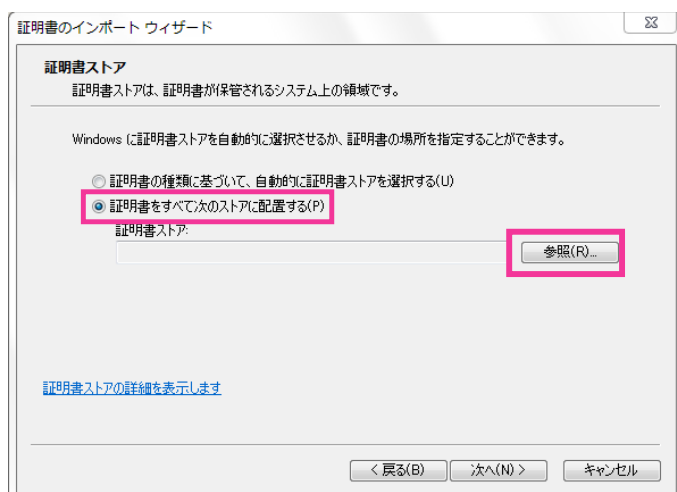 証明書のインポート ウィザード
証明書ストア
証明書ストアは、証明書が保管されるシステム上の領域です。
Windows に証明書ストアを自動的に選択させるか、証明書の場所を指定することができます。
証明書の種類に基づいて、自動的に証明書ストアを選択する(U)
証明書をすべて次のストアに配置する(P)
証明書ストア:
参照(R)...
証明書ストアの詳細を表示します
< 戻る(B) 次へ(N) > キャンセル